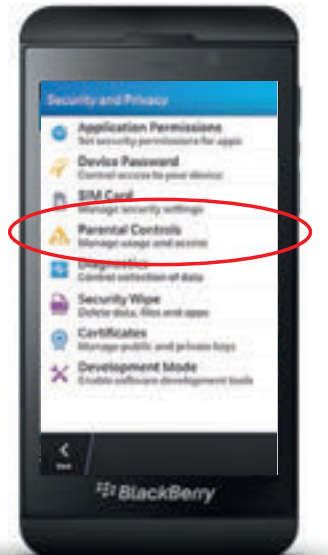 Security and Privacy
Application Permissions
Set security permissions for apps
Device Password
Control access to your device
SIM Card
Manage security settings
Parental Controls
Manage usage and access
Diagnostics
Control collection of data
Security Wipe
Delete data, files and apps
Certificates
Manage public and private keys
Development Mode
Enable software development tools
Back
BlackBerry